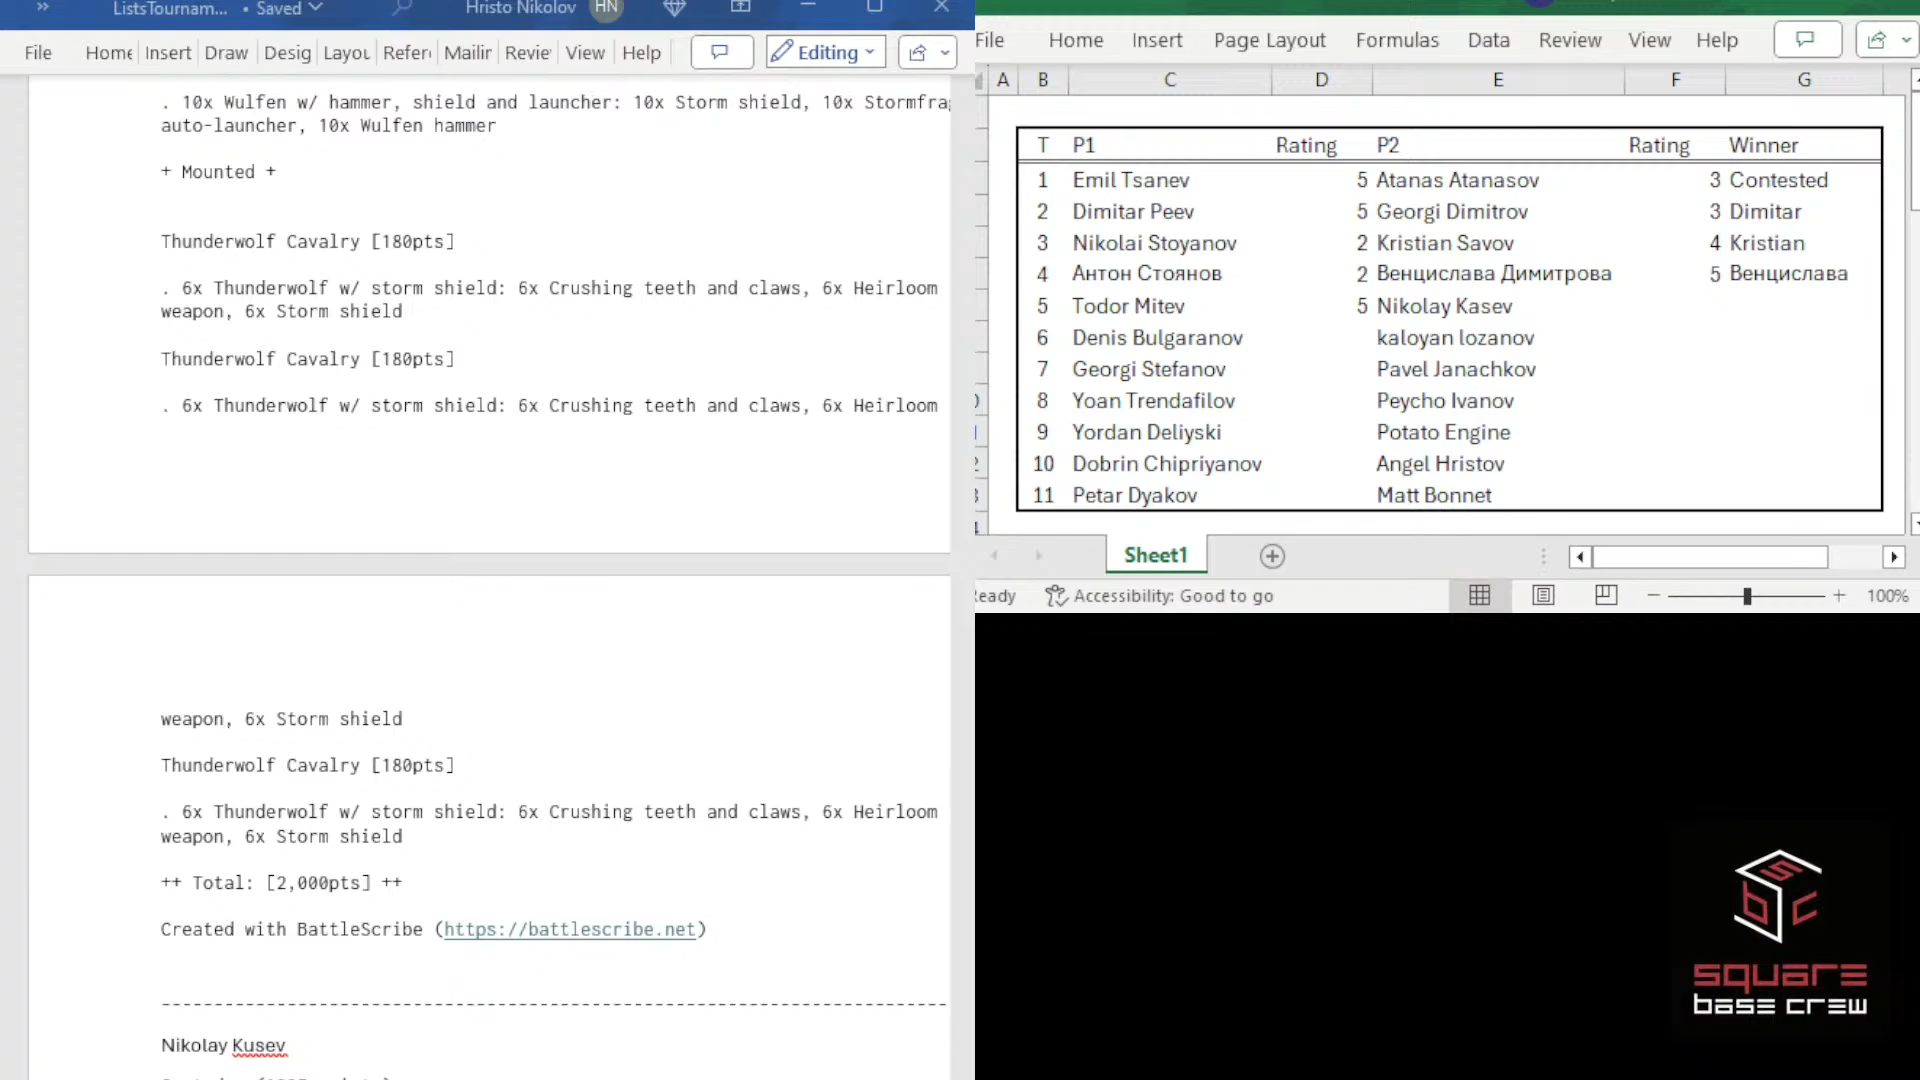 ListsTournam... • Saved
Hristo Nikolov HN
File Home Insert Draw Desig Layou Refer Mailin Revie View Help Editing
. 10x Wulfen w/ hammer, shield and launcher: 10x Storm shield, 10x Stormfrag
auto-launcher, 10x Wulfen hammer
+ Mounted +
Thunderwolf Cavalry [180pts]
. 6x Thunderwolf w/ storm shield: 6x Crushing teeth and claws, 6x Heirloom
weapon, 6x Storm shield
Thunderwolf Cavalry [180pts]
. 6x Thunderwolf w/ storm shield: 6x Crushing teeth and claws, 6x Heirloom
weapon, 6x Storm shield
Thunderwolf Cavalry [180pts]
. 6x Thunderwolf w/ storm shield: 6x Crushing teeth and claws, 6x Heirloom
weapon, 6x Storm shield
++ Total: [2,000pts] ++
Created with BattleScribe (https://battlescribe.net)
Nikolay Kusev
File Home Insert Page Layout Formulas Data Review View Help
A B C D E F G
T P1 Rating P2 Rating Winner
1 Emil Tsanev 5 Atanas Atanasov 3 Contested
2 Dimitar Peev 5 Georgi Dimitrov 3 Dimitar
3 Nikolai Stoyanov 2 Kristian Savov 4 Kristian
4 Антон Стоянов 2 Венцислава Димитрова 5 Венцислава
5 Todor Mitev 5 Nikolay Kasev
6 Denis Bulgaranov kaloyan lozanov
7 Georgi Stefanov Pavel Janachkov
8 Yoan Trendafilov Peycho Ivanov
9 Yordan Deliyski Potato Engine
10 Dobrin Chipriyanov Angel Hristov
11 Petar Dyakov Matt Bonnet
Sheet1
eady Accessibility: Good to go 100%
sbc
square
base crew